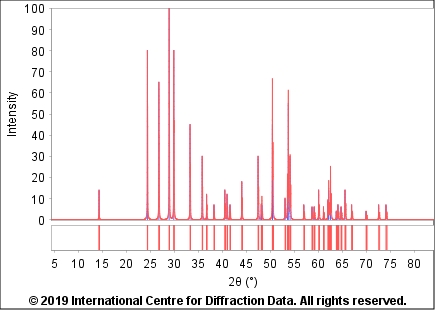 100
90
80
70
60
50
40
30
20
10
0
Intensity
5 10 15 20 25 30 35 40 45 50 55 60 65 70 75 80
2θ (°)
© 2019 International Centre for Diffraction Data. All rights reserved.